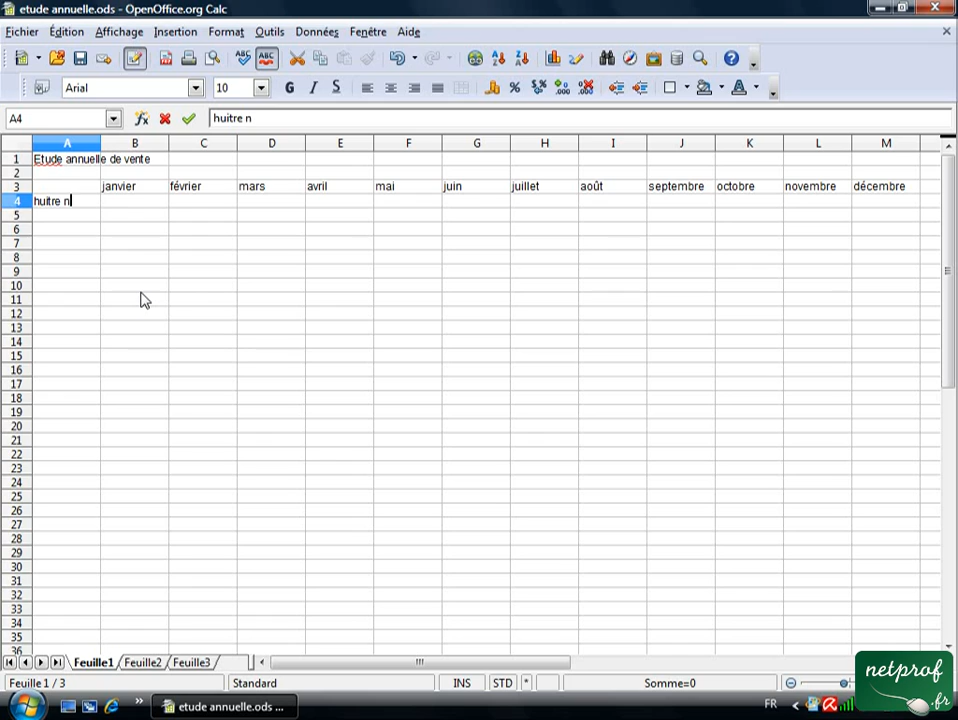 etude annuelle.ods - OpenOffice.org Calc
Fichier Édition Affichage Insertion Format Outils Données Fenêtre Aide
Arial 10 G I S
A4 huitre n
A B C D E F G H I J K L M
1 Etude annuelle de vente
2
3 janvier février mars avril mai juin juillet août septembre octobre novembre décembre
4 huitre n
5
6
7
8
9
10
11
12
13
14
15
16
17
18
19
20
21
22
23
24
25
26
27
28
29
30
31
32
33
34
35
36
Feuille1 Feuille2 Feuille3
Feuille 1 / 3 Standard INS STD * Somme=0
etude annuelle.ods ... FR
netprof
.fr